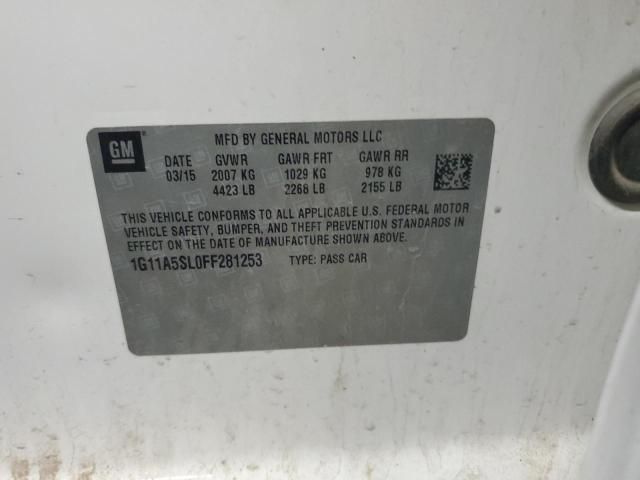 GM
MFD BY GENERAL MOTORS LLC
DATE GVWR GAWR FRT GAWR RR
03/15 2007 KG 1029 KG 978 KG
4423 LB 2268 LB 2155 LB
THIS VEHICLE CONFORMS TO ALL APPLICABLE U.S. FEDERAL MOTOR
VEHICLE SAFETY, BUMPER, AND THEFT PREVENTION STANDARDS IN
EFFECT ON THE DATE OF MANUFACTURE SHOWN ABOVE.
1G11A5SL0FF281253 TYPE: PASS CAR